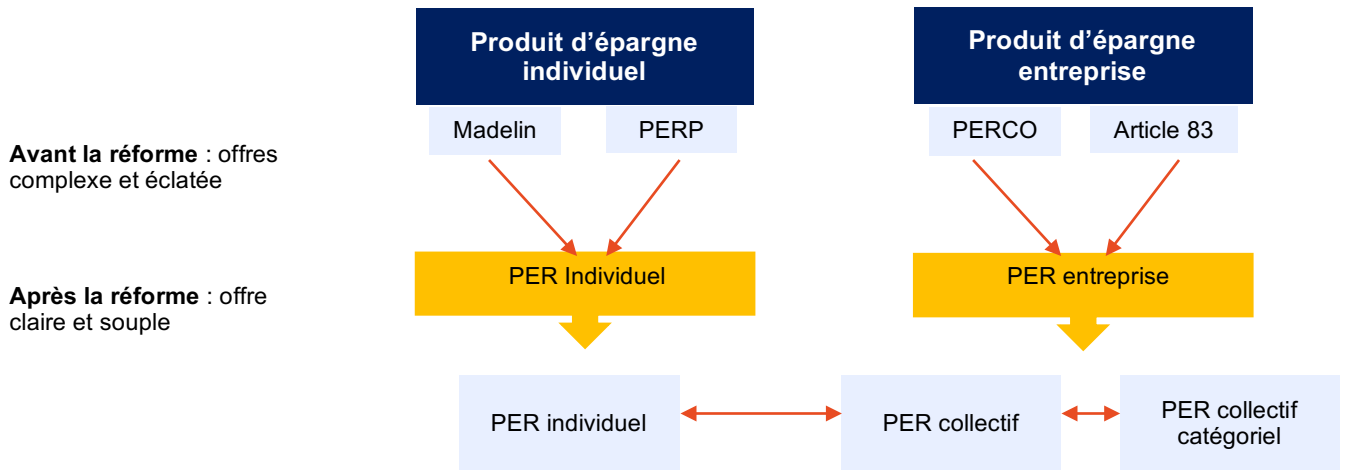 Produit d'épargne
individuel
Produit d'épargne
entreprise
Madelin
PERP
PERCO
Article 83
Avant la réforme : offres
complexe et éclatée
PER Individuel
PER entreprise
Après la réforme : offre
claire et souple
PER individuel
PER collectif
PER collectif
catégoriel